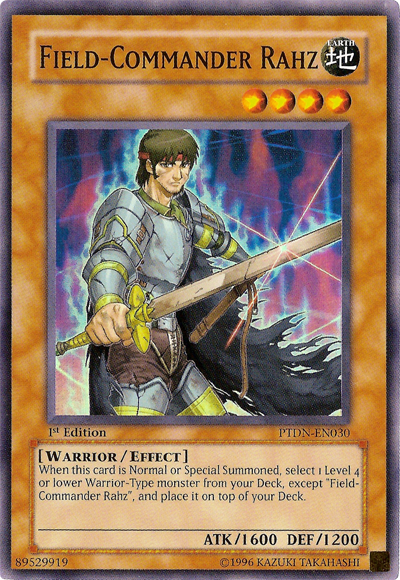 FIELD-COMMANDER RAHZ
EARTH
地
1st Edition
PTDN-EN030
[WARRIOR / EFFECT]
When this card is Normal or Special Summoned, select 1 Level 4
or lower Warrior-Type monster from your Deck, except "Field-
Commander Rahz", and place it on top of your Deck.
ATK/1600 DEF/1200
89529919
©1996 KAZUKI TAKAHASHI